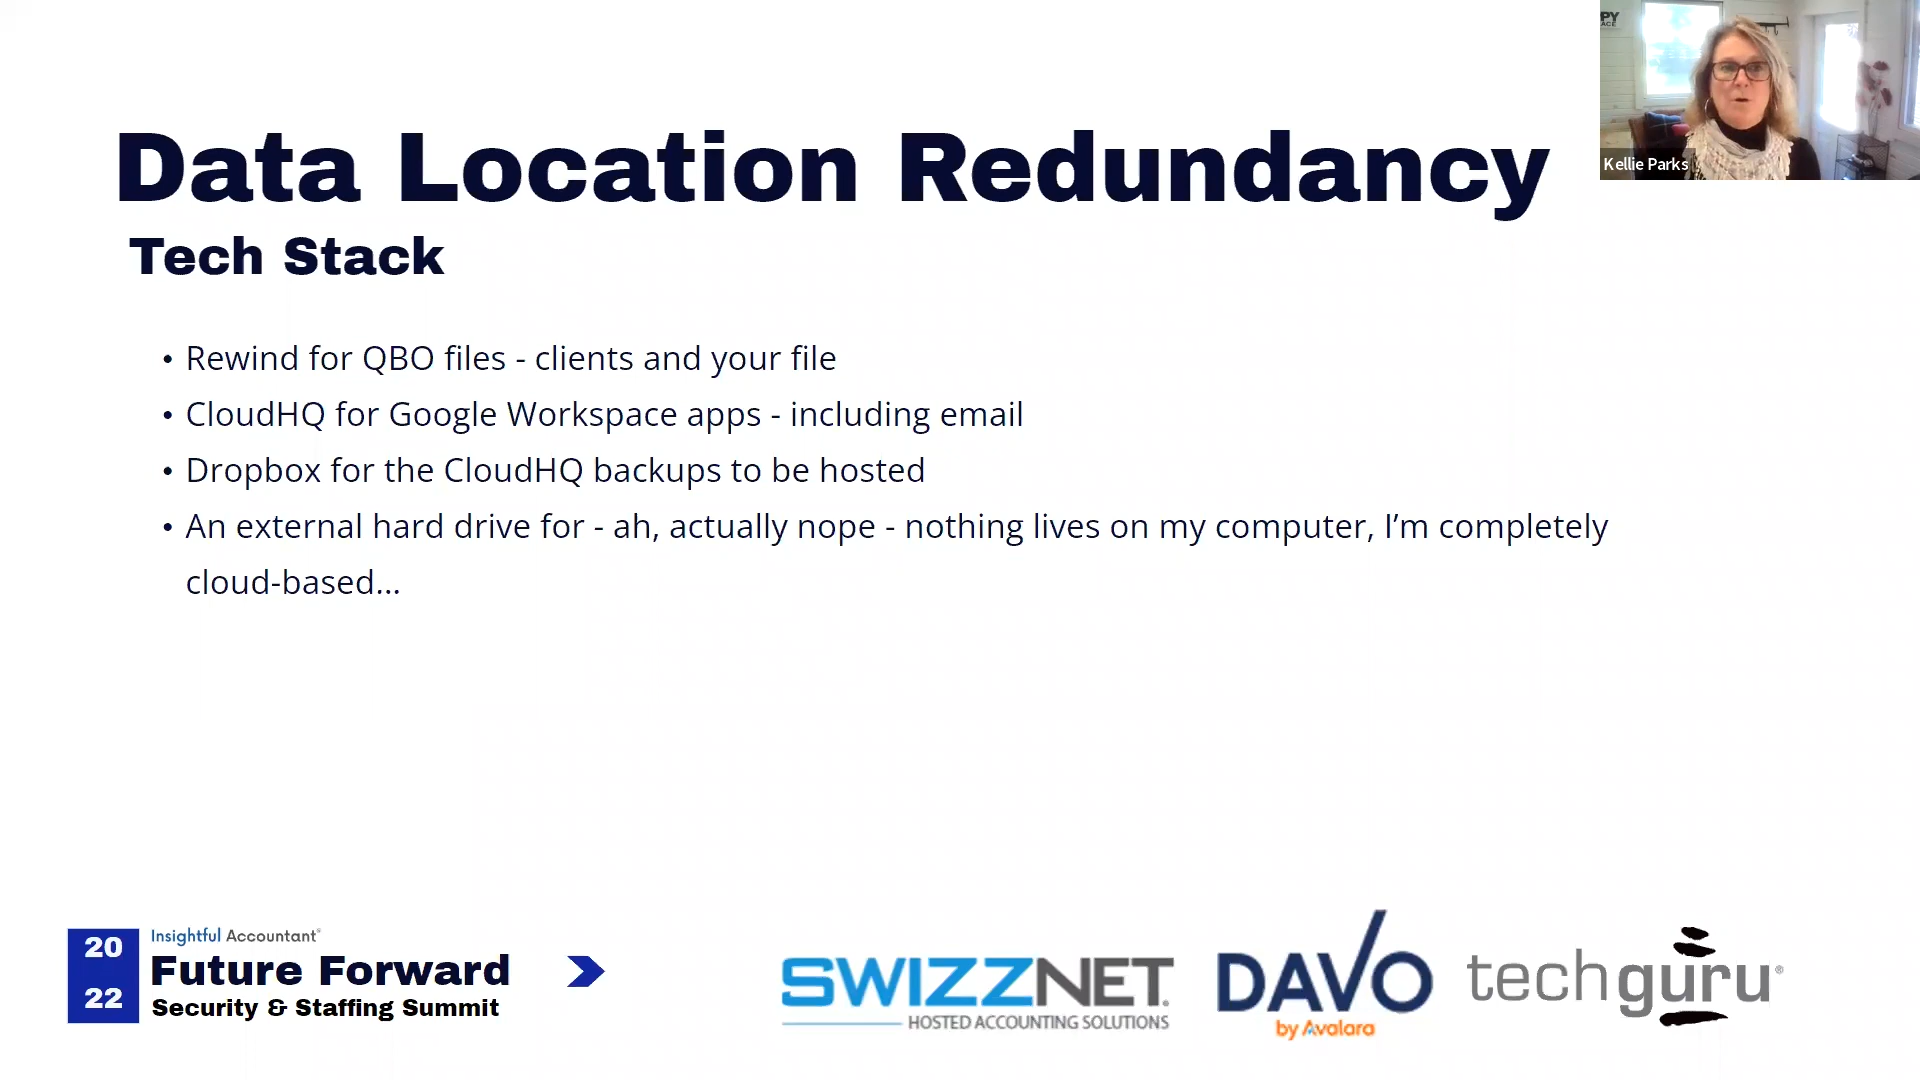 Data Location Redundancy
Tech Stack
• Rewind for QBO files - clients and your file
• CloudHQ for Google Workspace apps - including email
• Dropbox for the CloudHQ backups to be hosted
• An external hard drive for - ah, actually nope - nothing lives on my computer, I’m completely
cloud-based...
PY
ACE
Kellie Parks
20
22
Insightful Accountant®
Future Forward
Security & Staffing Summit
SWIZZNET®
HOSTED ACCOUNTING SOLUTIONS
DAVO
by Avalara
techguru®